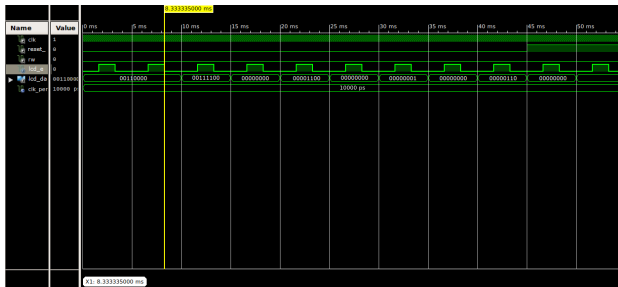 8.333335000 ms
Name Value 0 ms 5 ms 10 ms 15 ms 20 ms 25 ms 30 ms 35 ms 40 ms 45 ms 50 ms
clk 1
reset_ 0
rw 0
lcd_e 0
lcd_da 00110000 00110000 00111100 00000000 00001100 00000000 00000001 00000000 00000110 00000000
clk_per 10000 ps 10000 ps
X1: 8.333335000 ms